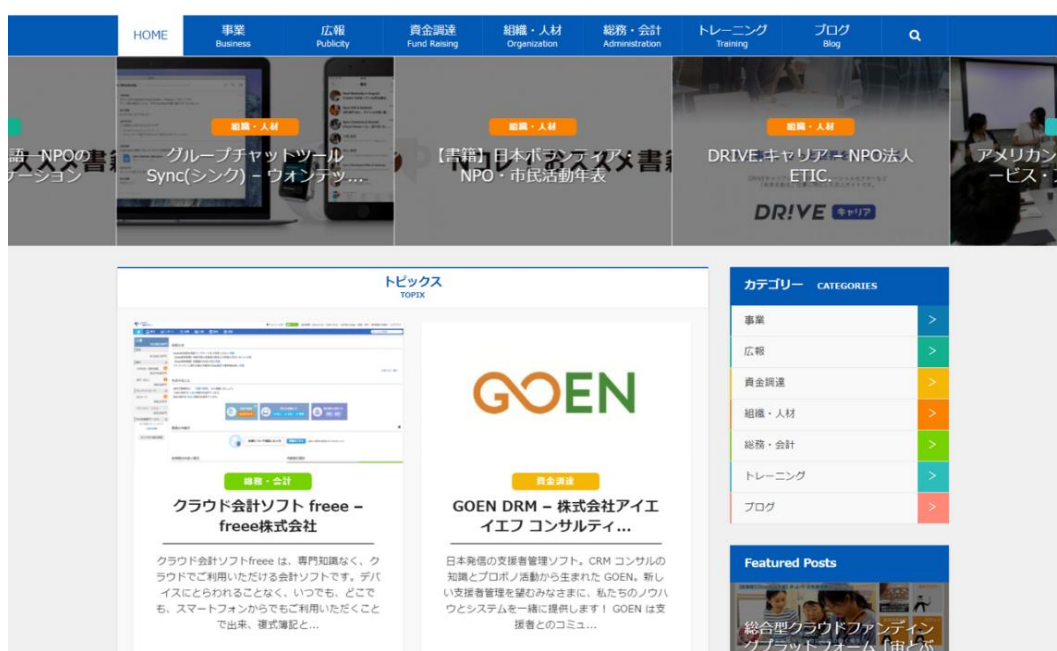 HOME
事業
Business
広報
Publicity
資金調達
Fund Raising
組織・人材
Organization
総務・会計
Administration
トレーニング
Training
ブログ
Blog
語―NPOの
ケーション
組織・人材
グループチャットツール
Sync(シンク) – ウォンテッ...
組織・人材
【書籍】日本ボランティア・
NPO・市民活動年表
組織・人材
DRIVE.キャリア – NPO法人
ETIC.
DR!VE キャリア
アメリカン
ービス・
トピックス
TOPIX
総務・会計
クラウド会計ソフト freee –
freee株式会社
クラウド会計ソフトfreee は、専門知識なく、ク
ラウドでご利用いただける会計ソフトです。デバ
イスにとらわれることなく、いつでも、どこで
も、スマートフォンからでもご利用いただくこと
で出来、複式簿記と...
GOEN
資金調達
GOEN DRM – 株式会社アイエ
イエフ コンサルティ...
日本発信の支援者管理ソフト。CRM コンサルの
知識とプロボノ活動から生まれた GOEN。新し
い支援者管理を望むみなさまに、私たちのノウハ
ウとシステムを一緒に提供します！ GOEN は支
援者とのコミュ...
カテゴリー CATEGORIES
事業 >
広報 >
資金調達 >
組織・人材 >
総務・会計 >
トレーニング >
ブログ >
Featured Posts
総合型クラウドファンディン
グプラットフォーム「宙とぶ